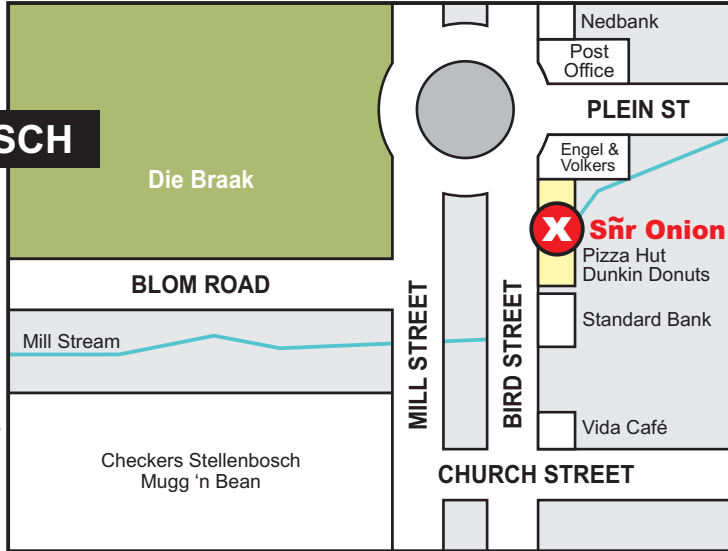 Nedbank
Post
Office
PLEIN ST
SCH
Engel &
Volkers
Die Braak
X
Sñr Onion
Pizza Hut
Dunkin Donuts
BLOM ROAD
Standard Bank
Mill Stream
MILL STREET
BIRD STREET
Vida Café
Checkers Stellenbosch
Mugg ‘n Bean
CHURCH STREET